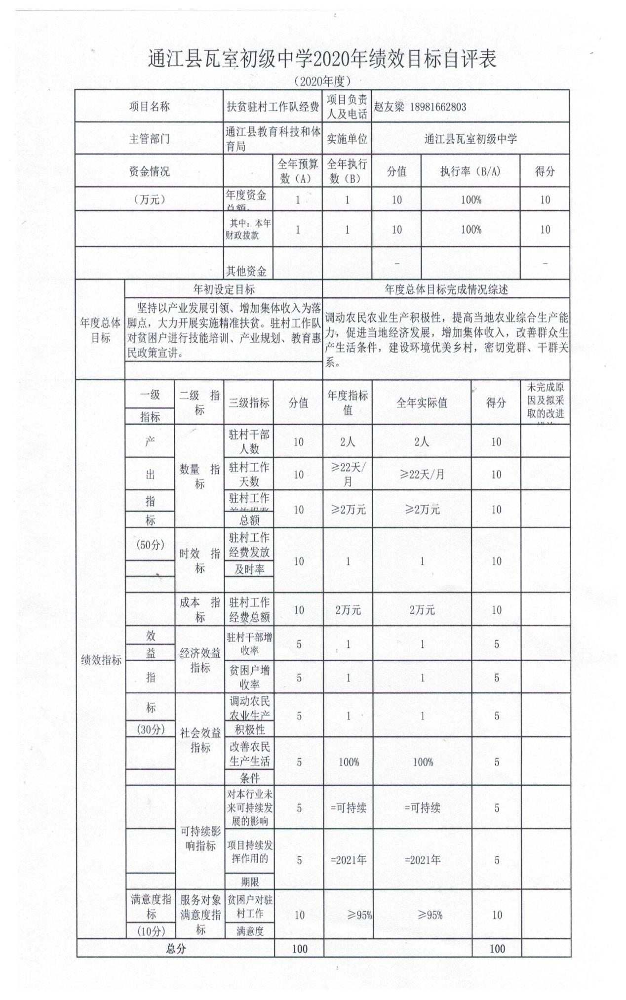 通江县瓦室初级中学2020年绩效目标自评表
（2020年度）
项目名称
扶贫驻村工作队经费
项目负责
人及电话
赵友梁 18981662803
主管部门
通江县教育科技和体
育局
实施单位
通江县瓦室初级中学
资金情况
全年预算
数（A）
全年执行
数（B）
分值
执行率（B/A）
得分
（万元）
年度资金
总额：
1
1
10
100%
10
其中：本年
财政拨款
1
1
10
100%
10
其他资金
－
－
年度总体
目标
年初设定目标
年度总体目标完成情况综述
坚持以产业发展引领、增加集体收入为落
脚点，大力开展实施精准扶贫。驻村工作队
对贫困户进行技能培训、产业规划、教育惠
民政策宣讲。
调动农民农业生产积极性，提高当地农业综合生产能
力；促进当地经济发展，增加集体收入，改善群众生
产生活条件，建设环境优美乡村，密切党群、干群关
系。
绩效指标
一级
指标
二级 指
标
三级指标
分值
年度指标
值
全年实际值
得分
未完成原
因及拟采
取的改进
产
出
指
标
(50分)
数量 指
标
驻村干部
人数
10
2人
2人
10
驻村工作
天数
10
≥22天/
月
≥22天/月
10
驻村工作
总额
10
≥2万元
≥2万元
10
时效 指
标
驻村工作
经费发放
及时率
10
1
1
10
成本 指
标
驻村工作
经费总额
10
2万元
2万元
10
效
益
指
标
(30分)
经济效益
指标
驻村干部增
收率
5
1
1
5
贫困户增
收率
5
1
1
5
社会效益
指标
调动农民
农业生产
积极性
5
1
1
5
改善农民
生产生活
条件
5
100%
100%
5
可持续影
响指标
对本行业未
来可持续发
展的影响
5
=可持续
=可持续
5
项目持续发
挥作用的
期限
5
=2021年
=2021年
5
满意度指
标
(10分)
服务对象
满意度指
标
贫困户对驻
村工作
满意度
10
≥95%
≥95%
10
总分
100
100